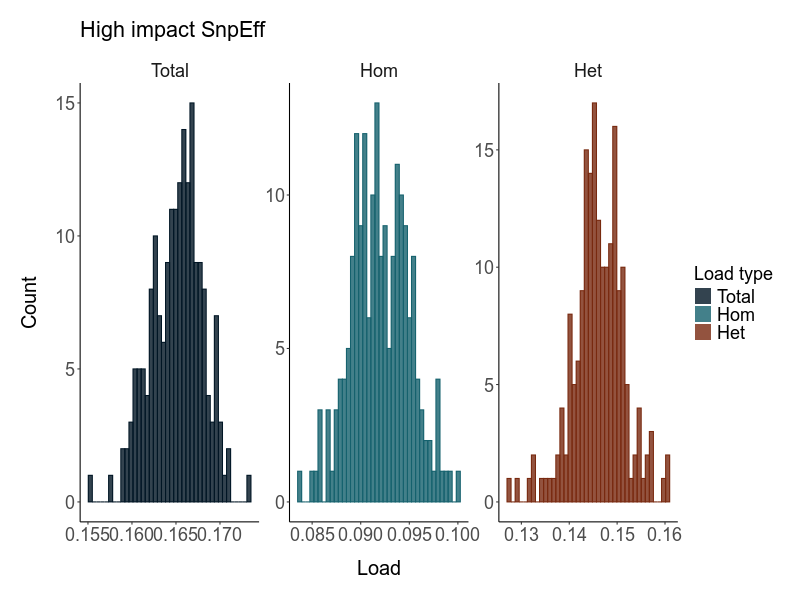 High impact SnpEff
Total
Hom
Het
Count
15
10
5
0
10
5
0
15
10
5
0
0.155 0.160 0.165 0.170
0.085 0.090 0.095 0.100
0.13 0.14 0.15 0.16
Load
Load type
Total
Hom
Het